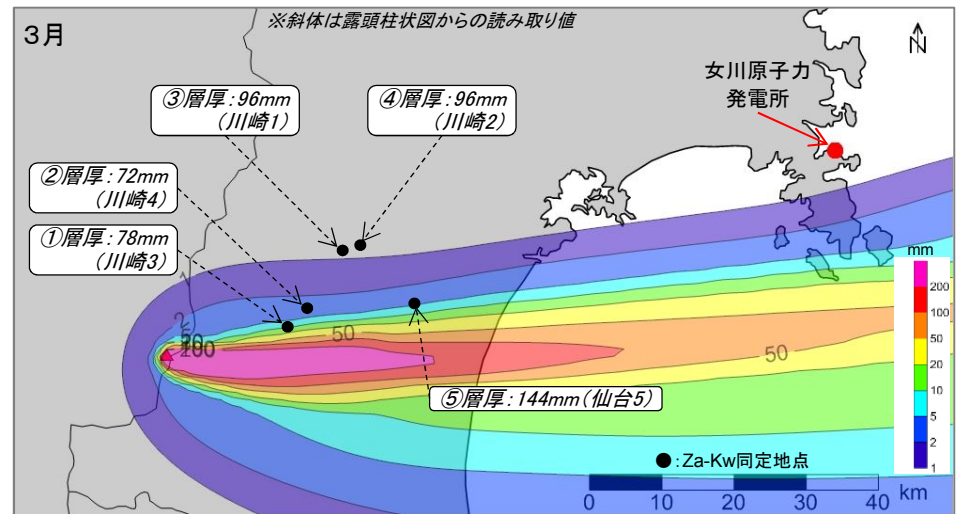 ※斜体は露頭柱状図からの読み取り値
3月
N
女川原子力
発電所
③層厚:96mm
(川崎1)
④層厚:96mm
(川崎2)
②層厚:72mm
(川崎4)
①層厚:78mm
(川崎3)
50
50
100
2
⑤層厚:144mm(仙台5)
mm
200
100
50
20
10
5
2
1
●:Za-Kw同定地点
0 10 20 30 40 km